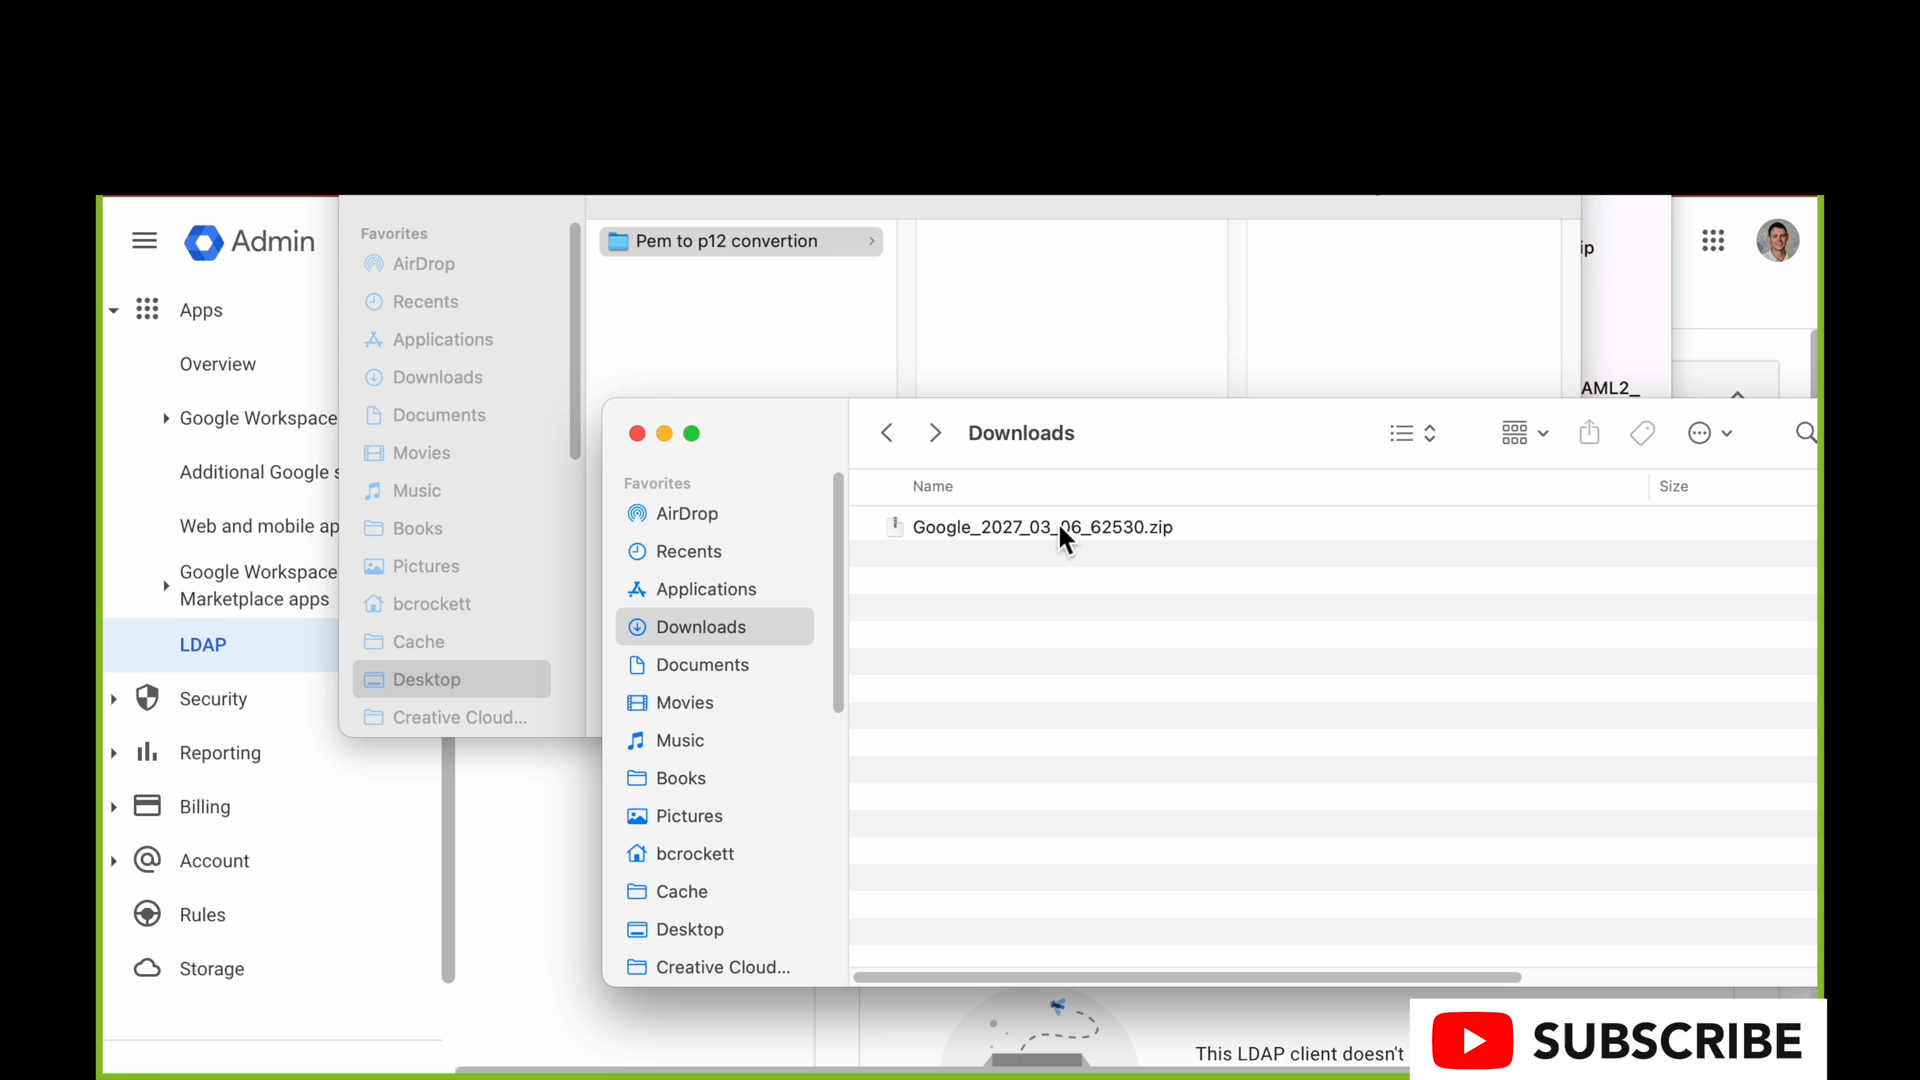 Admin
Apps
Overview
Google Workspace
Additional Google s
Web and mobile ap
Google Workspace
Marketplace apps
LDAP
Security
Reporting
Billing
Account
Rules
Storage
Favorites
AirDrop
Recents
Applications
Downloads
Documents
Movies
Music
Books
Pictures
bcrockett
Cache
Desktop
Creative Cloud...
Pem to p12 convertion
ip
AML2_
Downloads
Favorites
AirDrop
Recents
Applications
Downloads
Documents
Movies
Music
Books
Pictures
bcrockett
Cache
Desktop
Creative Cloud...
Name
Size
Google_2027_03_06_62530.zip
This LDAP client doesn't
SUBSCRIBE